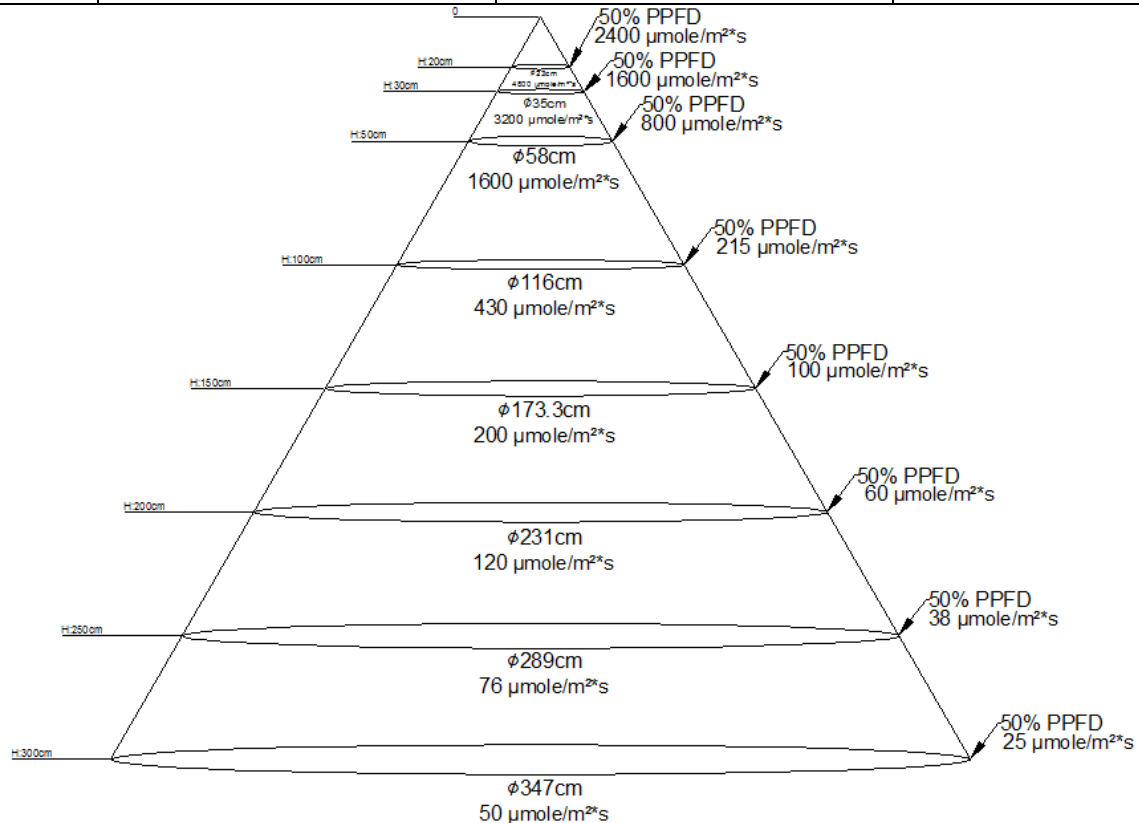 0
50% PPFD
2400 µmole/m²*s
H:20cm
ϕ23cm
4800 µmole/m²*s
50% PPFD
1600 µmole/m²*s
H:30cm
ϕ35cm
3200 µmole/m²*s
50% PPFD
800 µmole/m²*s
H:50cm
ϕ58cm
1600 µmole/m²*s
50% PPFD
215 µmole/m²*s
H:100cm
ϕ116cm
430 µmole/m²*s
50% PPFD
100 µmole/m²*s
H:150cm
ϕ173.3cm
200 µmole/m²*s
50% PPFD
60 µmole/m²*s
H:200cm
ϕ231cm
120 µmole/m²*s
50% PPFD
38 µmole/m²*s
H:250cm
ϕ289cm
76 µmole/m²*s
50% PPFD
25 µmole/m²*s
H:300cm
ϕ347cm
50 µmole/m²*s